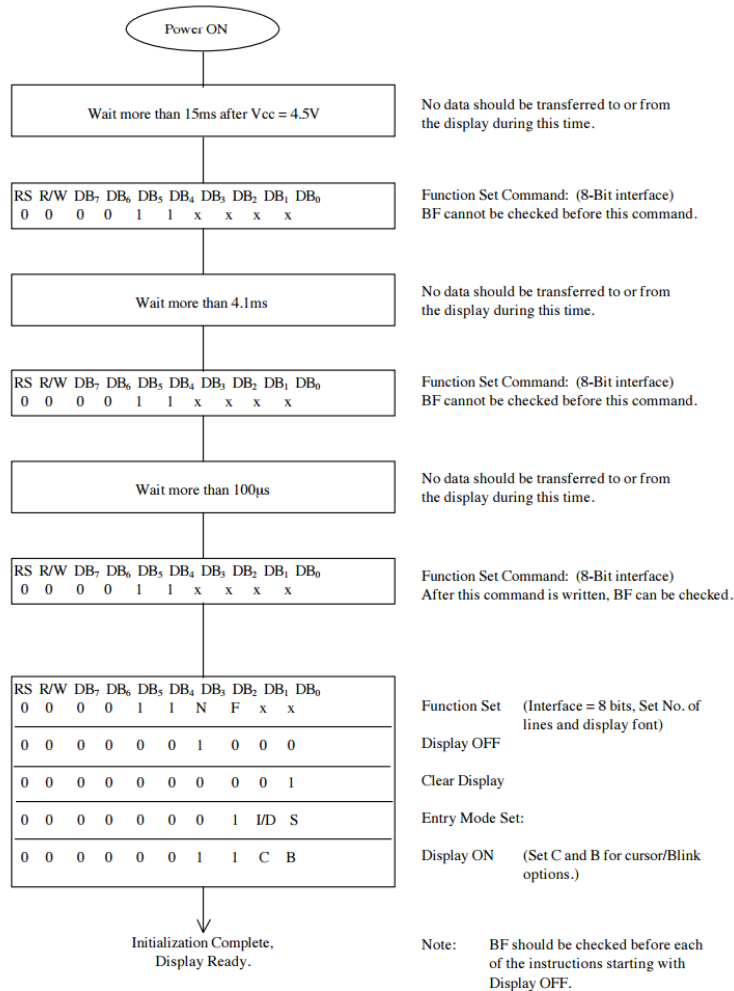 Power ON
Wait more than 15ms after Vcc = 4.5V
No data should be transferred to or from
the display during this time.
RS R/W DB₇ DB₆ DB₅ DB₄ DB₃ DB₂ DB₁ DB₀
0 0 0 0 1 1 x x x x
Function Set Command: (8-Bit interface)
BF cannot be checked before this command.
Wait more than 4.1ms
No data should be transferred to or from
the display during this time.
RS R/W DB₇ DB₆ DB₅ DB₄ DB₃ DB₂ DB₁ DB₀
0 0 0 0 1 1 x x x x
Function Set Command: (8-Bit interface)
BF cannot be checked before this command.
Wait more than 100µs
No data should be transferred to or from
the display during this time.
RS R/W DB₇ DB₆ DB₅ DB₄ DB₃ DB₂ DB₁ DB₀
0 0 0 0 1 1 x x x x
Function Set Command: (8-Bit interface)
After this command is written, BF can be checked.
RS R/W DB₇ DB₆ DB₅ DB₄ DB₃ DB₂ DB₁ DB₀
0 0 0 0 1 1 N F x x
Function Set (Interface = 8 bits, Set No. of
lines and display font)
0 0 0 0 0 0 1 0 0 0
Display OFF
0 0 0 0 0 0 0 0 0 1
Clear Display
0 0 0 0 0 0 0 1 I/D S
Entry Mode Set:
0 0 0 0 0 0 1 1 C B
Display ON (Set C and B for cursor/Blink
options.)
Initialization Complete,
Display Ready.
Note: BF should be checked before each
of the instructions starting with
Display OFF.